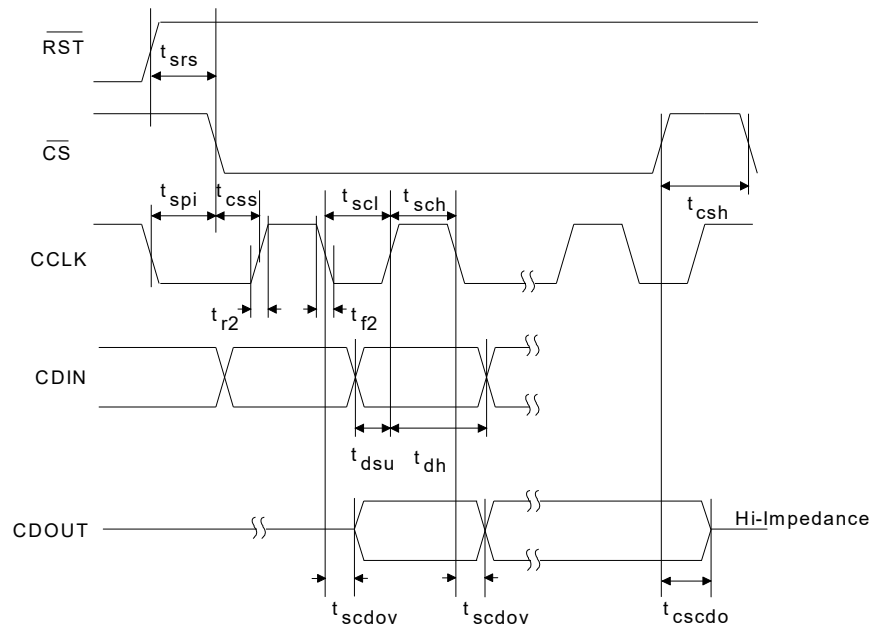 RST
t srs
CS
t spi
t css
t scl
t sch
t csh
CCLK
t r2
t f2
CDIN
t dsu
t dh
CDOUT
Hi-Impedance
t scdov
t scdov
t cscdo